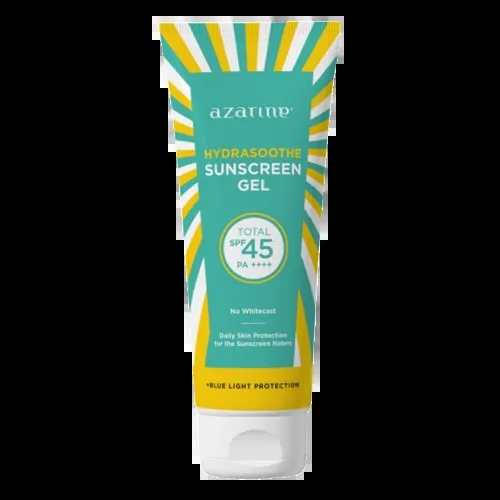 azarine
HYDRASOOTHE
SUNSCREEN
GEL
TOTAL
SPF 45
PA ++++
No Whitecast
Daily Skin Protection
for the Sunscreen Haters
+BLUE LIGHT PROTECTION